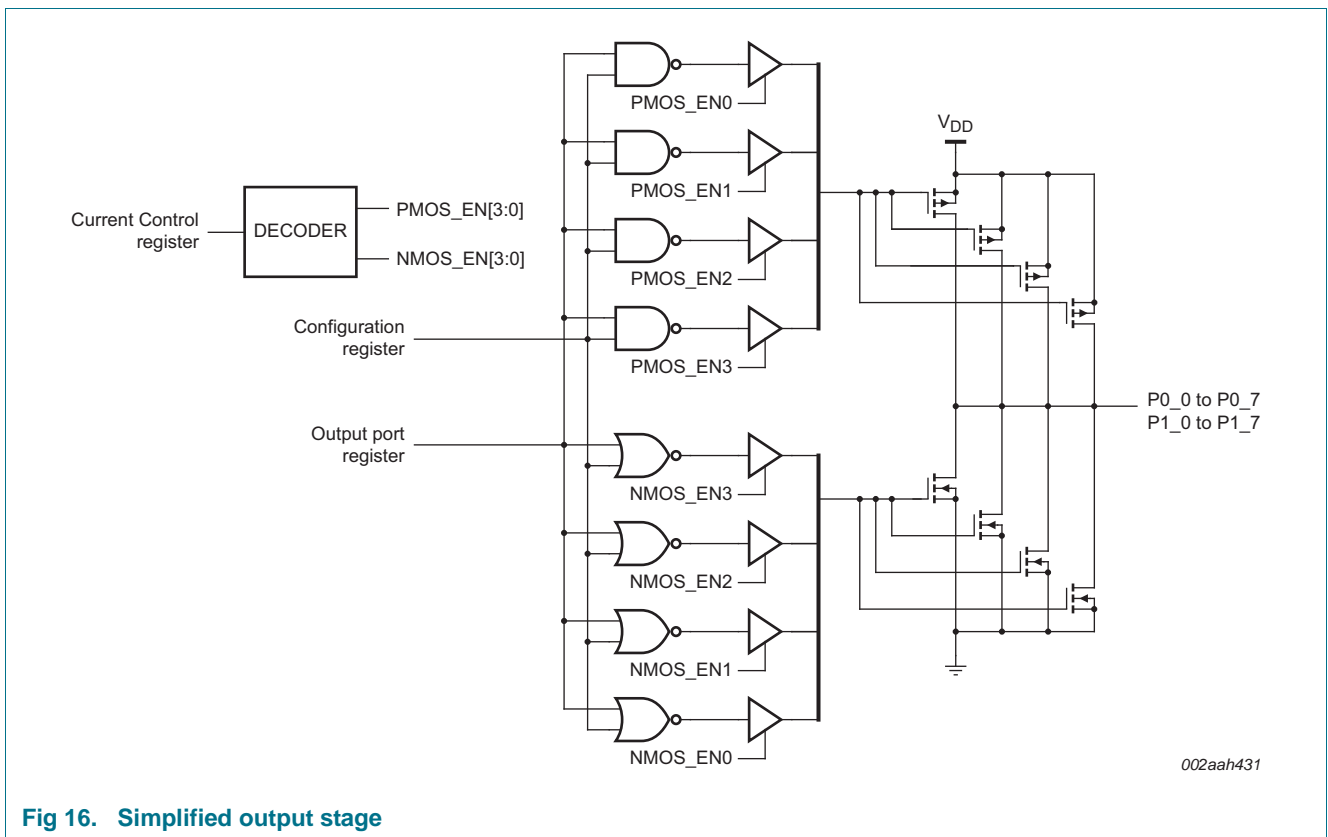 PMOS_EN0
PMOS_EN1
PMOS_EN2
PMOS_EN3
Current Control
register
DECODER
PMOS_EN[3:0]
NMOS_EN[3:0]
Configuration
register
Output port
register
NMOS_EN3
NMOS_EN2
NMOS_EN1
NMOS_EN0
VDD
P0_0 to P0_7
P1_0 to P1_7
002aah431
Fig 16. Simplified output stage